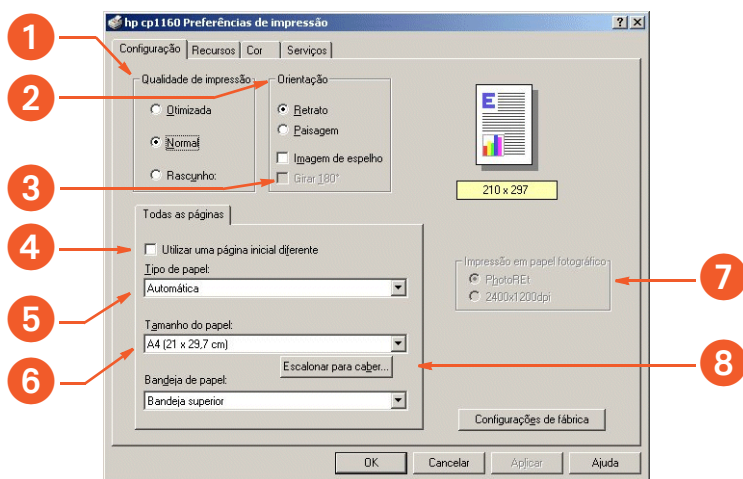 hp cp1160 Preferências de impressão
Configuração Recursos Cor Serviços
1
Qualidade de impressão
Otimizada
Normal
Rascunho:
2
Orientação
Retrato
Paisagem
Imagem de espelho
3
Girar 180°
E
210 x 297
Todas as páginas
4
Utilizar uma página inicial diferente
Tipo de papel:
5
Automática
Tamanho do papel:
6
A4 (21 x 29,7 cm)
Escalonar para caber...
8
Bandeja de papel:
Bandeja superior
Impressão em papel fotográfico
7
PhotoREt
2400x1200dpi
Configurações de fábrica
OK Cancelar Aplicar Ajuda